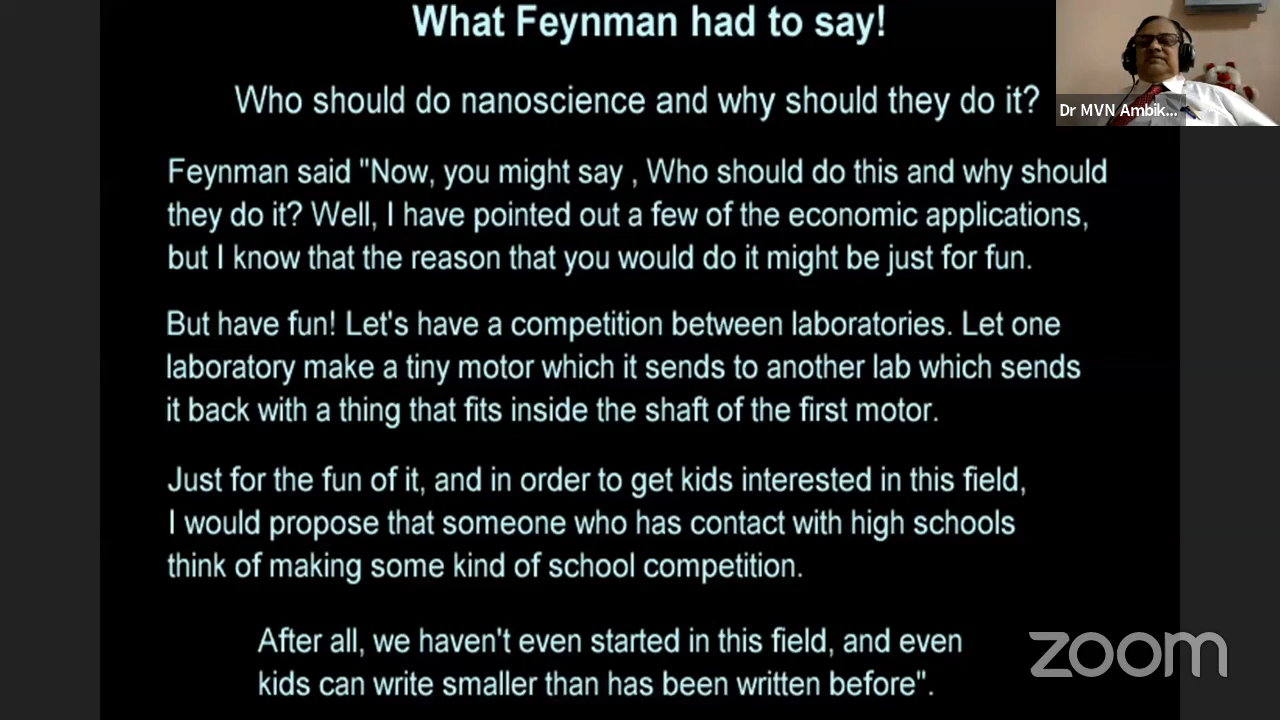 What Feynman had to say!
Who should do nanoscience and why should they do it?
Feynman said "Now, you might say , Who should do this and why should
they do it? Well, I have pointed out a few of the economic applications,
but I know that the reason that you would do it might be just for fun.
But have fun! Let's have a competition between laboratories. Let one
laboratory make a tiny motor which it sends to another lab which sends
it back with a thing that fits inside the shaft of the first motor.
Just for the fun of it, and in order to get kids interested in this field,
I would propose that someone who has contact with high schools
think of making some kind of school competition.
After all, we haven't even started in this field, and even
kids can write smaller than has been written before".
Dr MVN Ambik...
zoom